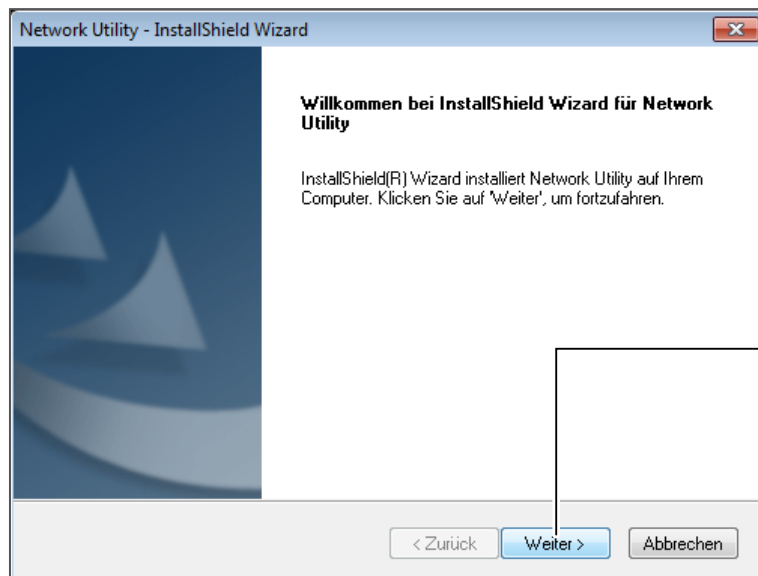 Network Utility - InstallShield Wizard
Willkommen bei InstallShield Wizard für Network
Utility
InstallShield(R) Wizard installiert Network Utility auf Ihrem
Computer. Klicken Sie auf 'Weiter', um fortzufahren.
< Zurück
Weiter >
Abbrechen